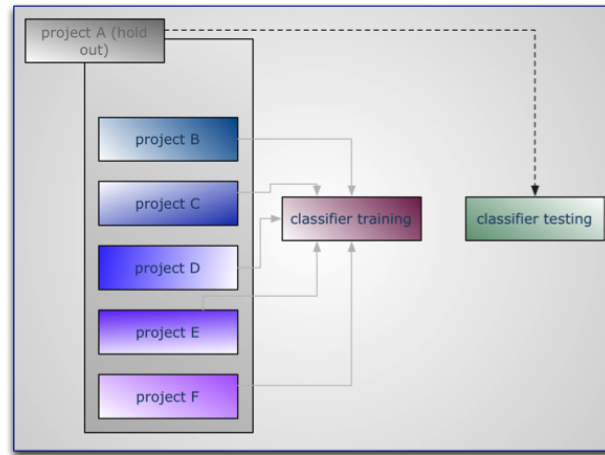 project A (hold
out)
project B
project C
classifier training
classifier testing
project D
project E
project F